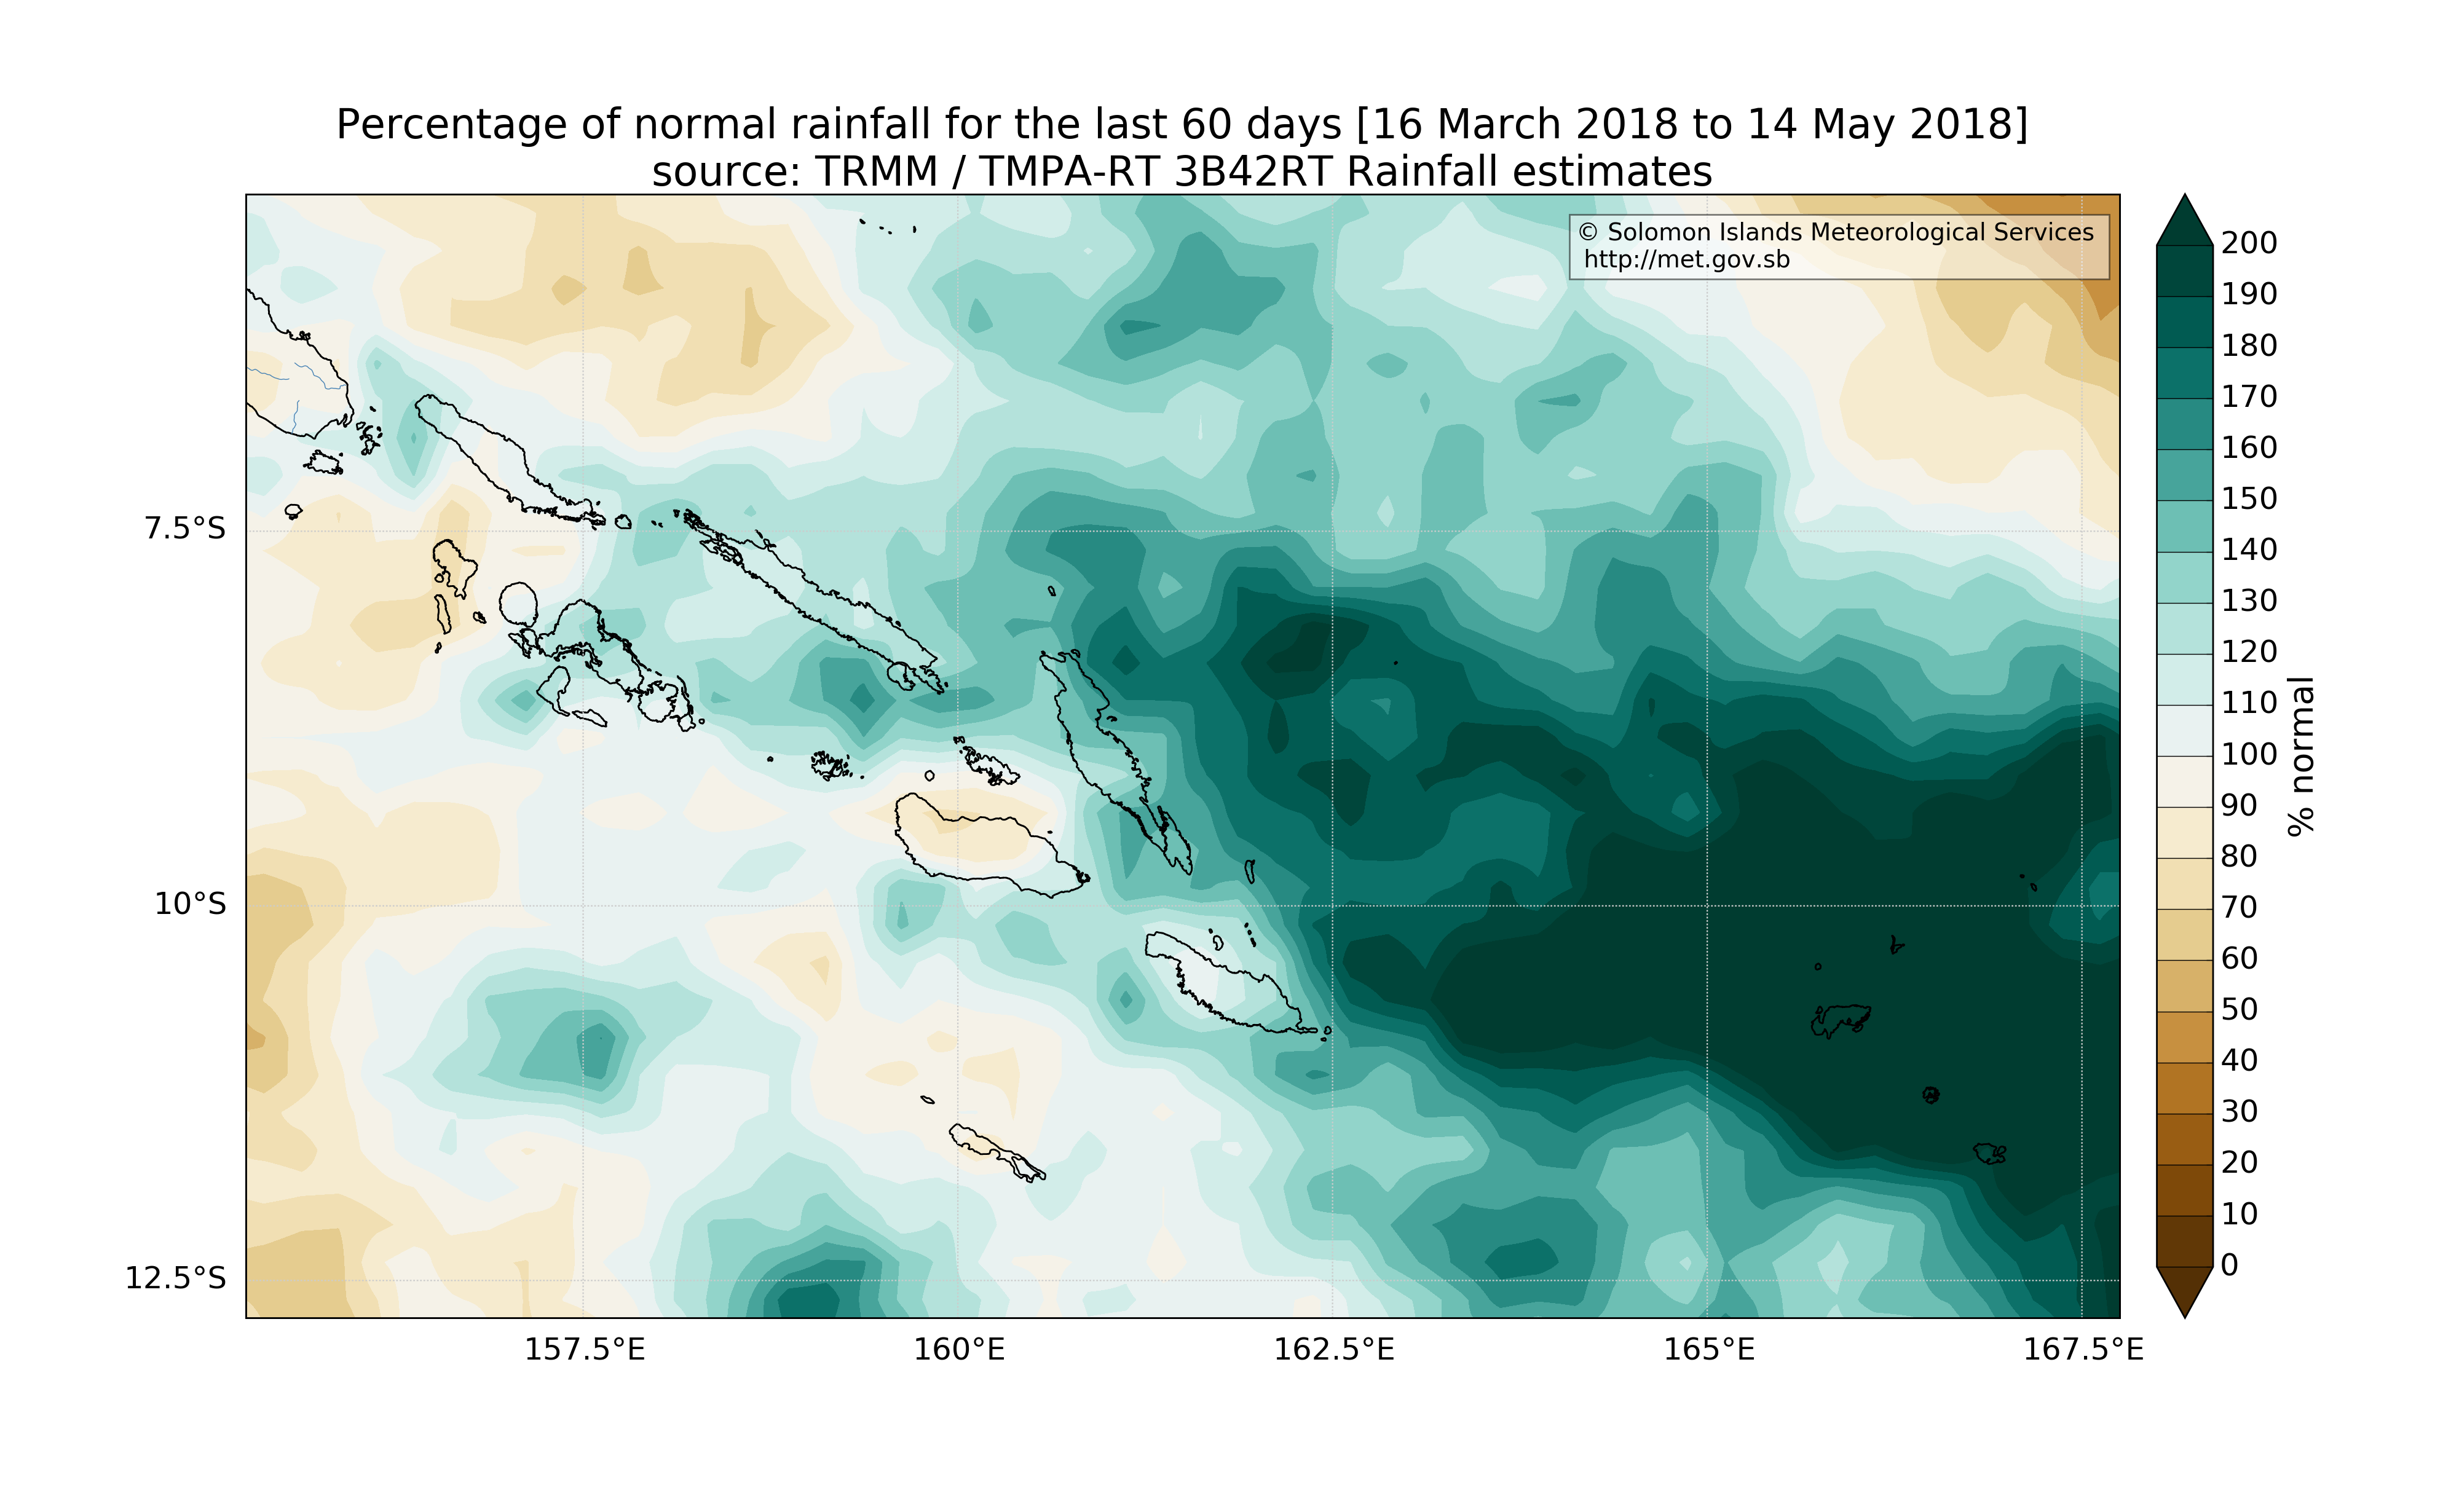 Percentage of normal rainfall for the last 60 days [16 March 2018 to 14 May 2018]
source: TRMM / TMPA-RT 3B42RT Rainfall estimates
© Solomon Islands Meteorological Services
http://met.gov.sb
7.5°S
10°S
12.5°S
157.5°E
160°E
162.5°E
165°E
167.5°E
200
190
180
170
160
150
140
130
120
110
100
90
80
70
60
50
40
30
20
10
0
% normal